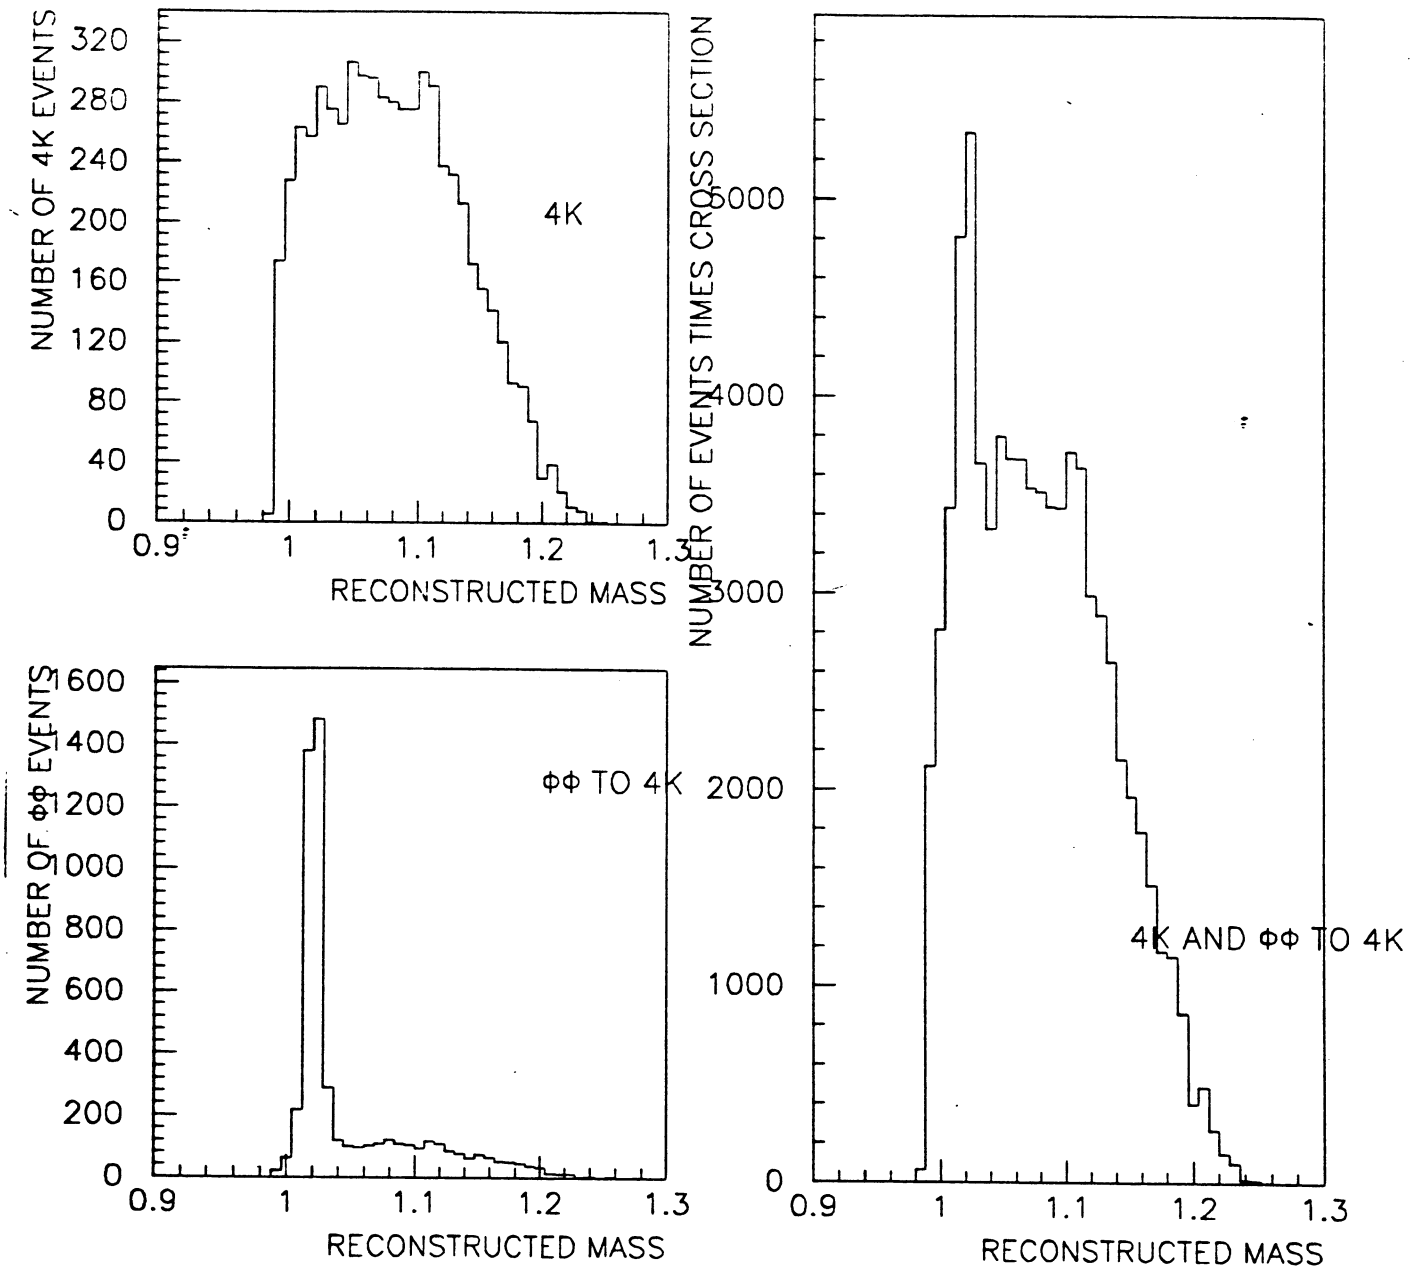 NUMBER OF 4K EVENTS
320
280
240
200
160
120
80
40
0
4K
0.9 1 1.1 1.2 1.3
RECONSTRUCTED MASS
NUMBER OF ΦΦ EVENTS
1600
1400
1200
1000
800
600
400
200
0
ΦΦ TO 4K
0.9 1 1.1 1.2 1.3
RECONSTRUCTED MASS
NUMBER OF EVENTS TIMES CROSS SECTION
5000
4000
3000
2000
1000
0
4K AND ΦΦ TO 4K
0.9 1 1.1 1.2 1.3
RECONSTRUCTED MASS